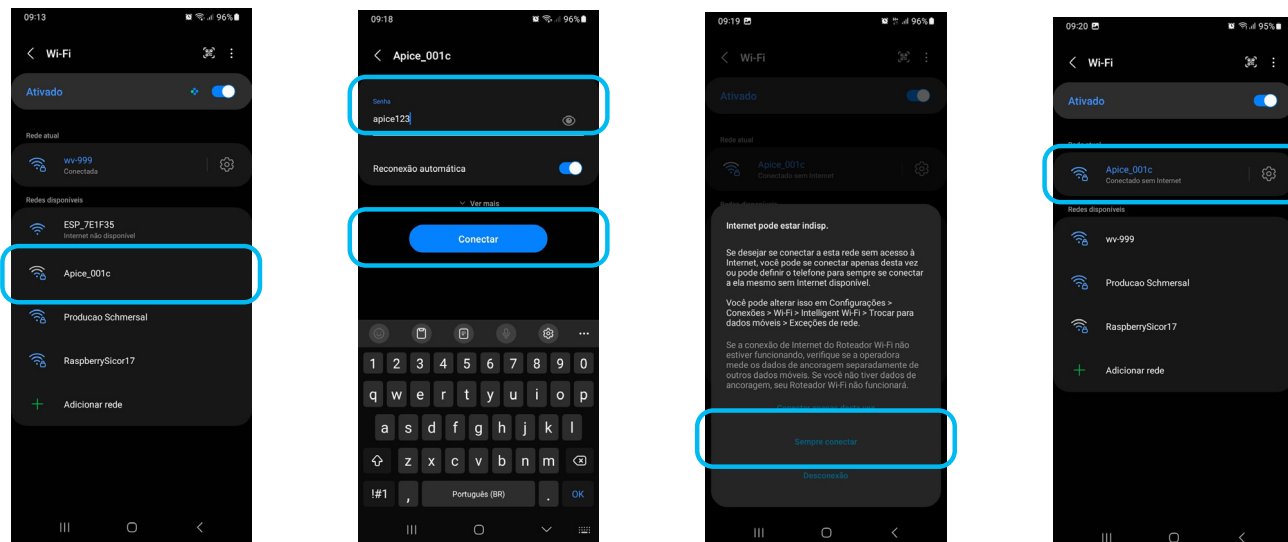 09:13
96%
Wi-Fi
Ativado
Rede atual
wv-999
Conectada
Redes disponíveis
ESP_7E1F35
Internet não disponível
Apice_001c
Producao Schmersal
RaspberrySicor17
Adicionar rede
09:18
96%
Apice_001c
Senha
apice123
Reconexão automática
Ver mais
Conectar
1 2 3 4 5 6 7 8 9 0
q w e r t y u i o p
a s d f g h j k l
z x c v b n m
!#1 , Português (BR) . OK
09:19
96%
Wi-Fi
Ativado
Rede atual
Apice_001c
Conectado sem Internet
Internet pode estar indisp.
Se desejar se conectar a esta rede sem acesso à
Internet, você pode se conectar apenas desta vez
ou pode definir o telefone para sempre se conectar
a ela mesmo sem Internet disponível.
Você pode alterar isso em Configurações >
Conexões > Wi-Fi > Intelligent Wi-Fi > Trocar para
dados móveis > Exceções de rede.
Se a conexão de Internet do Roteador Wi-Fi não
estiver funcionando, verifique se a operadora
mede os dados de ancoragem separadamente de
outros dados móveis. Se você não tiver dados de
ancoragem, seu Roteador Wi-Fi não funcionará.
Sempre conectar
Desconexão
09:20
95%
Wi-Fi
Ativado
Rede atual
Apice_001c
Conectado sem Internet
Redes disponíveis
wv-999
Producao Schmersal
RaspberrySicor17
Adicionar rede